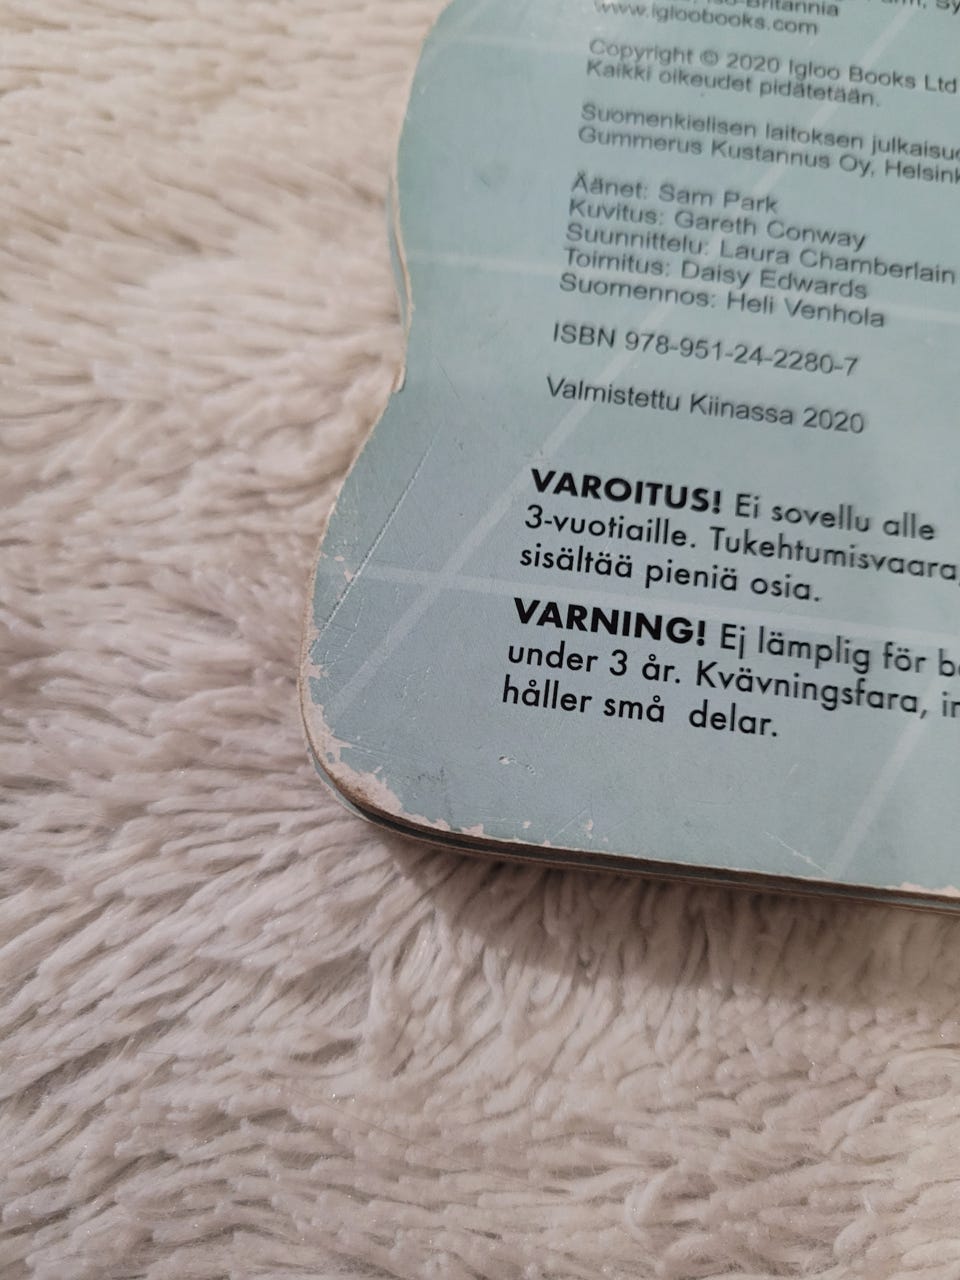 Iso-Britannia
www.igloobooks.com
Copyright © 2020 Igloo Books Ltd
Kaikki oikeudet pidätetään.
Suomenkielisen laitoksen
Gummerus Kustannus Oy,
Äänet: Sam Park
Kuvitus: Gareth Conway
Suunnittelu: Laura Chamberlain
Toimitus: Daisy Edwards
Suomennos: Heli Venhola
ISBN 978-951-24-2280-7
Valmistettu Kiinassa 2020
VAROITUS! Ei sovellu alle
3-vuotiaille. Tukehtumisvaara,
sisältää pieniä osia.
VARNING! Ej lämplig för
under 3 år. Kvävningsfara,
håller små delar.